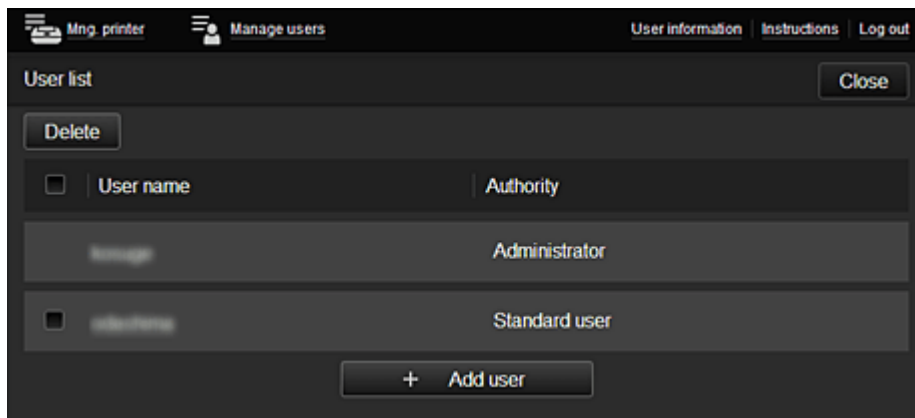 Mng. printer Manage users User information Instructions Log out
User list Close
Delete
User name Authority
Administrator
Standard user
+ Add user